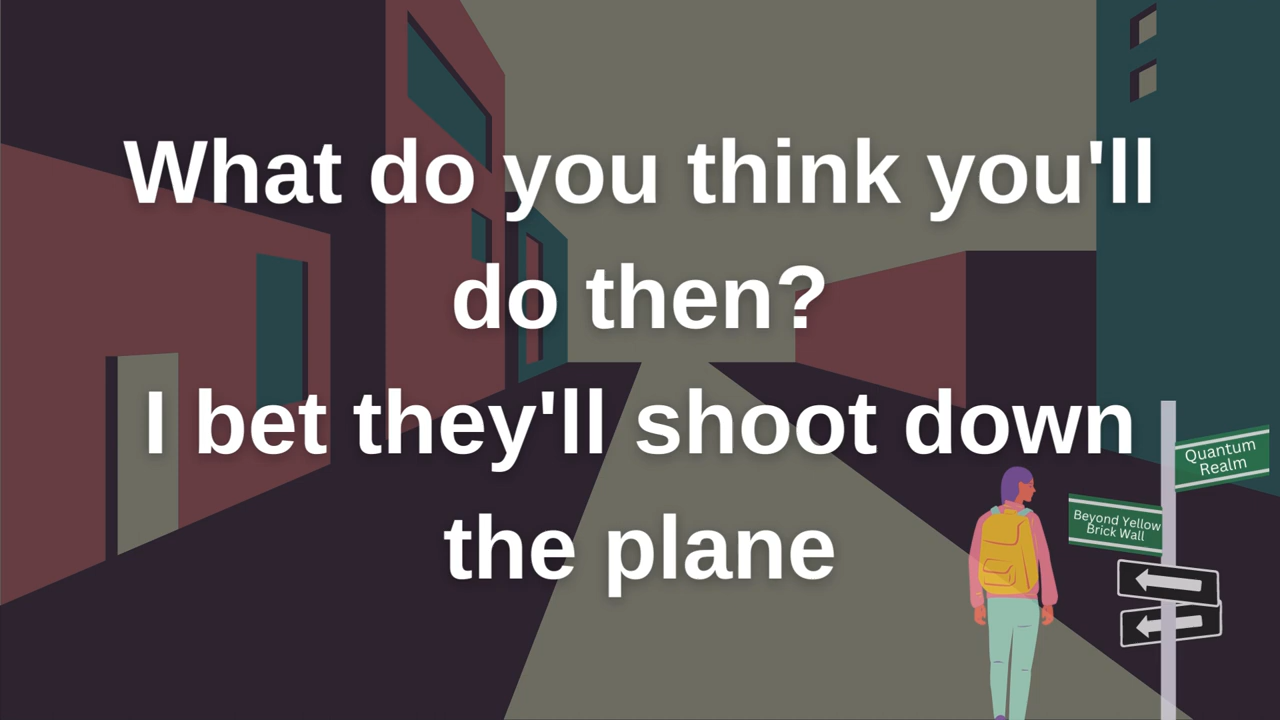 What do you think you'll
do then?
I bet they'll shoot down
the plane
Quantum
Realm
Beyond Yellow
Brick Wall